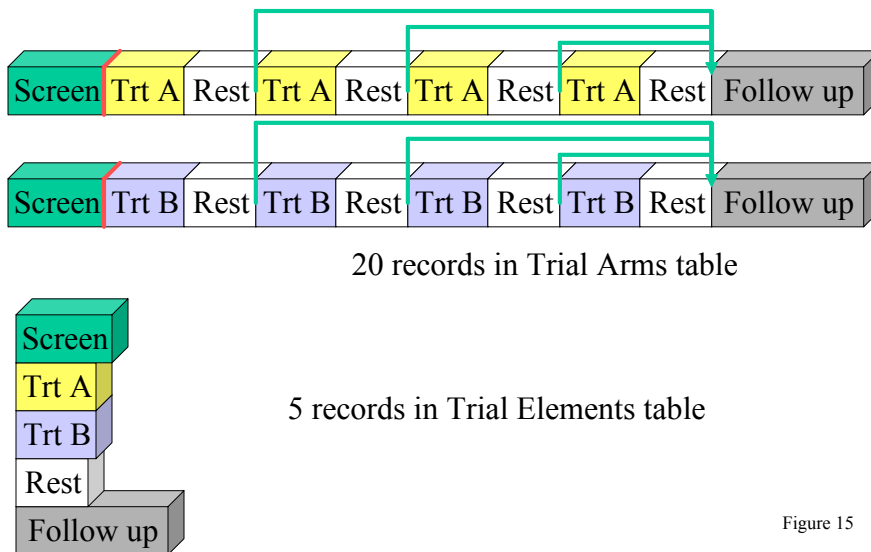 Screen Trt A Rest Trt A Rest Trt A Rest Trt A Rest Follow up
Screen Trt B Rest Trt B Rest Trt B Rest Trt B Rest Follow up
20 records in Trial Arms table
Screen
Trt A
Trt B
Rest
Follow up
5 records in Trial Elements table
Figure 15